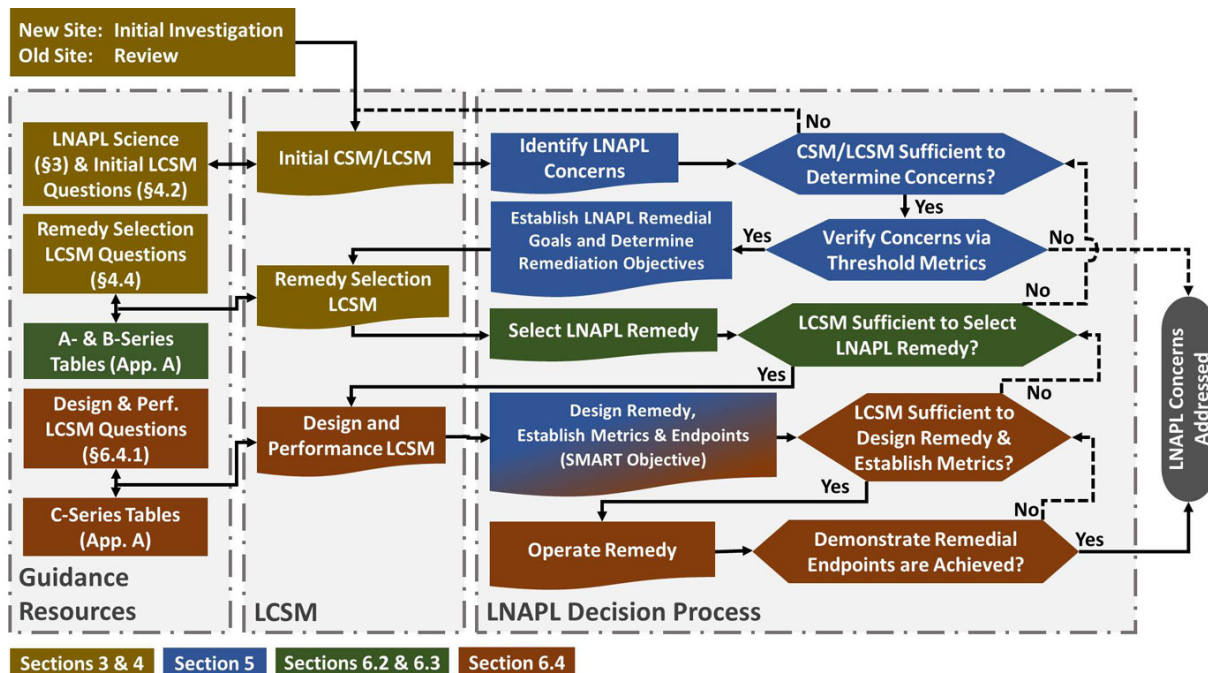 New Site: Initial Investigation
Old Site: Review
LNAPL Science
(§3) & Initial LCSM
Questions (§4.2)
Remedy Selection
LCSM Questions
(§4.4)
A- & B-Series
Tables (App. A)
Design & Perf.
LCSM Questions
(§6.4.1)
C-Series Tables
(App. A)
Guidance
Resources
Initial CSM/LCSM
Remedy Selection
LCSM
Design and
Performance LCSM
LCSM
Identify LNAPL
Concerns
No
CSM/LCSM Sufficient to
Determine Concerns?
Yes
Establish LNAPL Remedial
Goals and Determine
Remediation Objectives
Yes
Verify Concerns via
Threshold Metrics
No
Select LNAPL Remedy
No
LCSM Sufficient to Select
LNAPL Remedy?
Yes
Design Remedy,
Establish Metrics & Endpoints
(SMART Objective)
No
LCSM Sufficient to
Design Remedy &
Establish Metrics?
Yes
Operate Remedy
No
Demonstrate Remedial
Endpoints are Achieved?
Yes
LNAPL Decision Process
LNAPL Concerns
Addressed
Sections 3 & 4
Section 5
Sections 6.2 & 6.3
Section 6.4